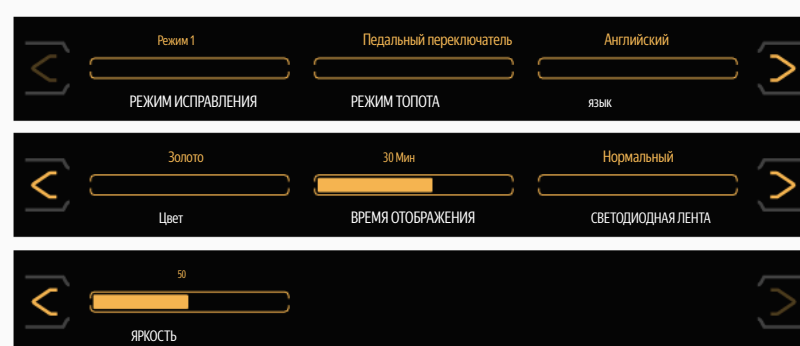 Режим 1
Педальный переключатель
Английский
РЕЖИМ ИСПРАВЛЕНИЯ
РЕЖИМ ТОПОТА
язык
Золото
30 Мин
Нормальный
Цвет
ВРЕМЯ ОТОБРАЖЕНИЯ
СВЕТОДИОДНАЯ ЛЕНТА
50
ЯРКОСТЬ